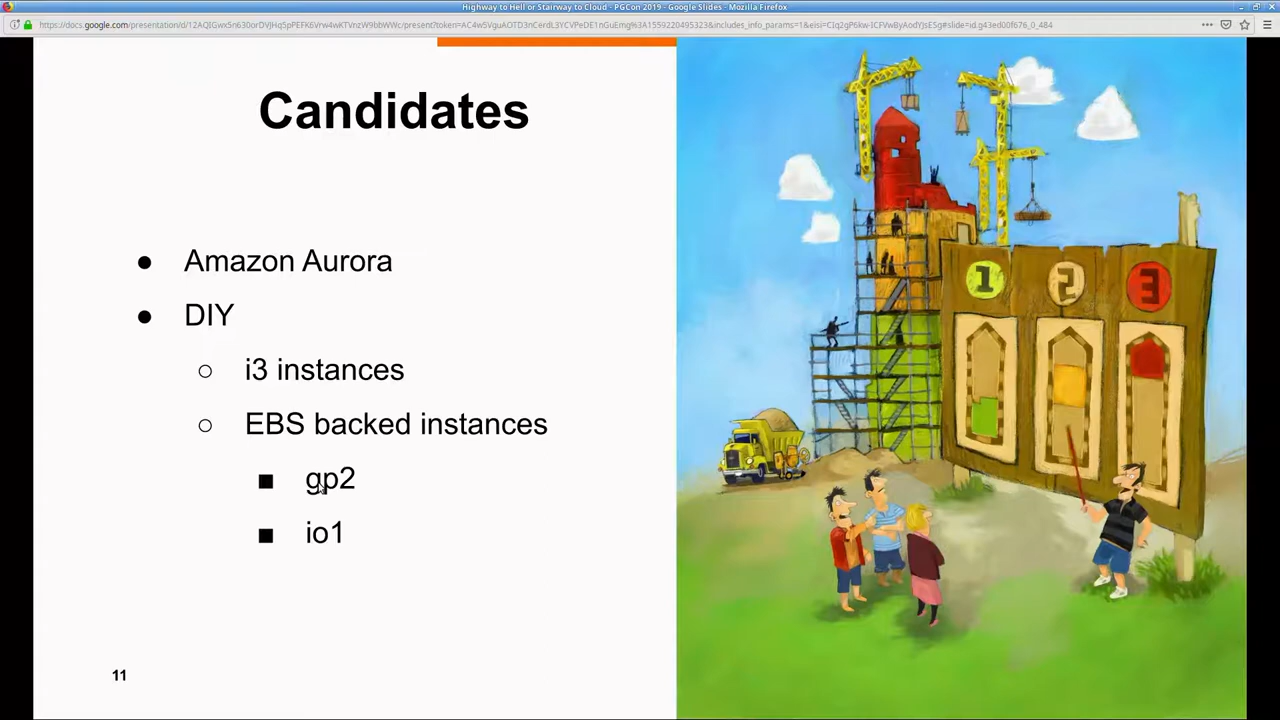 Highway to Hell or Stairway to Cloud - PGCon 2019 - Google Slides - Mozilla Firefox
Candidates
● Amazon Aurora
● DIY
○ i3 instances
○ EBS backed instances
■ gp2
■ io1
1 2 3
11